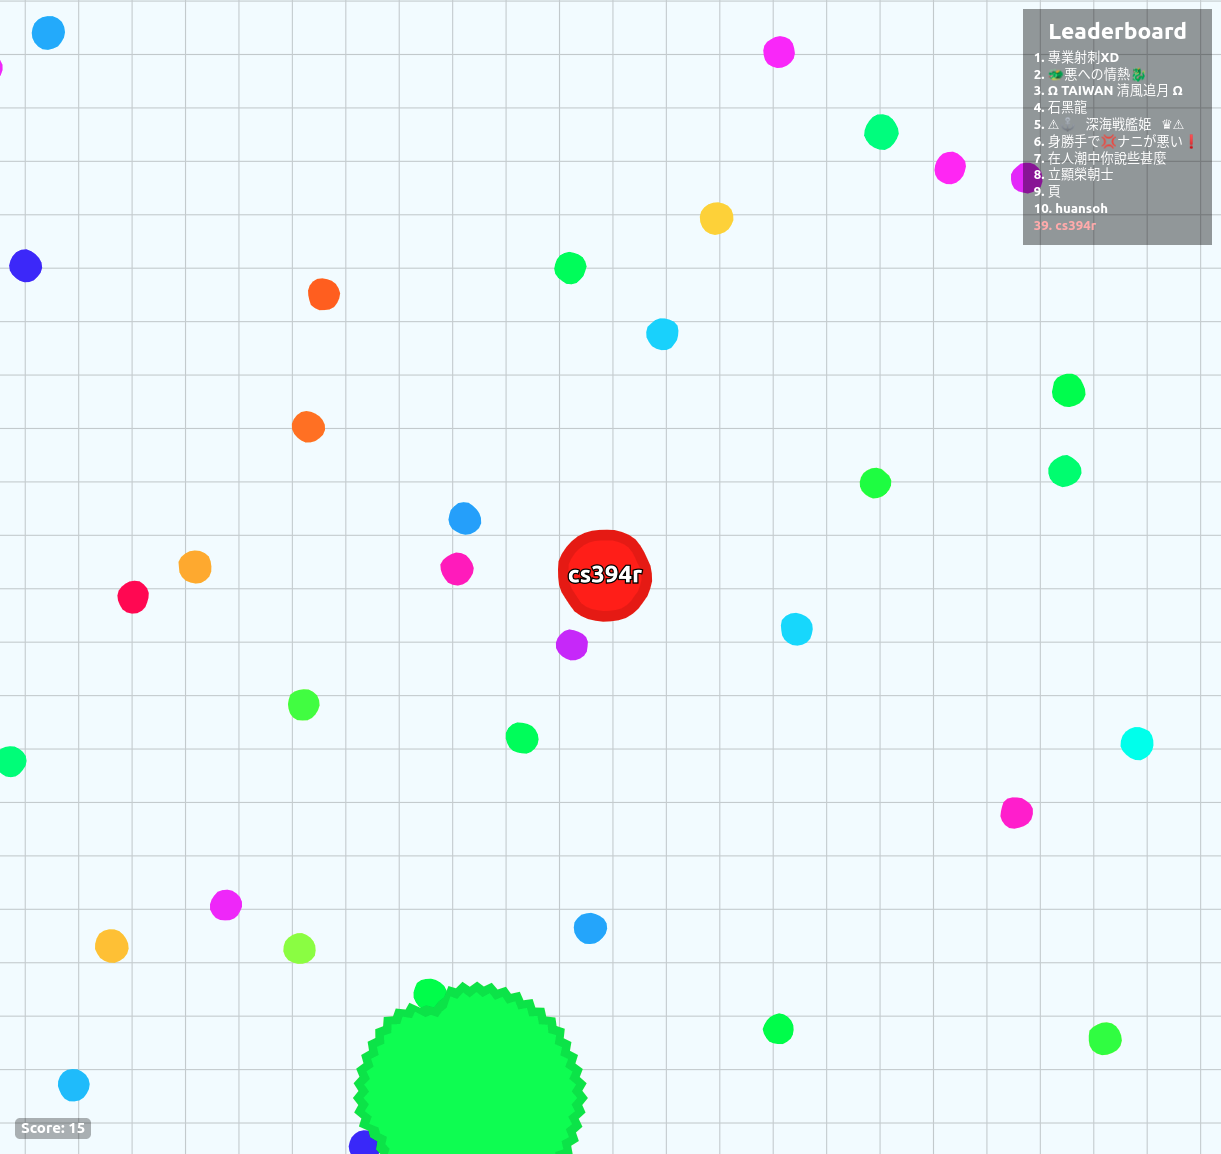 Leaderboard
1. 專業射刺XD
2. 🐲悪への情熱🐉
3. Ω TAIWAN 清風追月 Ω
4. 石黑龍
5. ⚠⚓ 深海戦艦姫 ♛⚠
6. 身勝手で💢ナニが悪い❗
7. 在人潮中你說些甚麼
8. 立顯榮朝士
9. 頁
10. huansoh
39. cs394r
cs394r
Score: 15